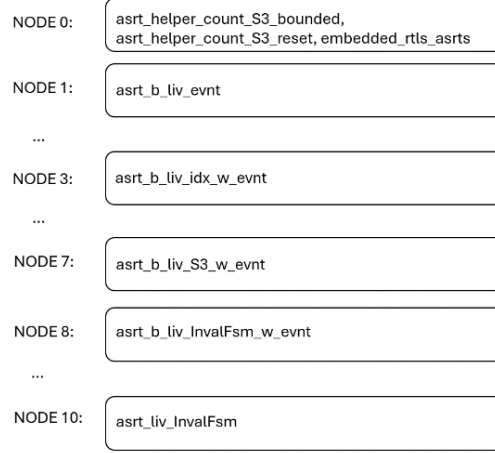 NODE 0:
asrt_helper_count_S3_bounded,
asrt_helper_count_S3_reset, embedded_rtls_asrts
NODE 1:
asrt_b_liv_evnt
...
NODE 3:
asrt_b_liv_idx_w_evnt
...
NODE 7:
asrt_b_liv_S3_w_evnt
NODE 8:
asrt_b_liv_InvalFsm_w_evnt
...
NODE 10:
asrt_liv_InvalFsm